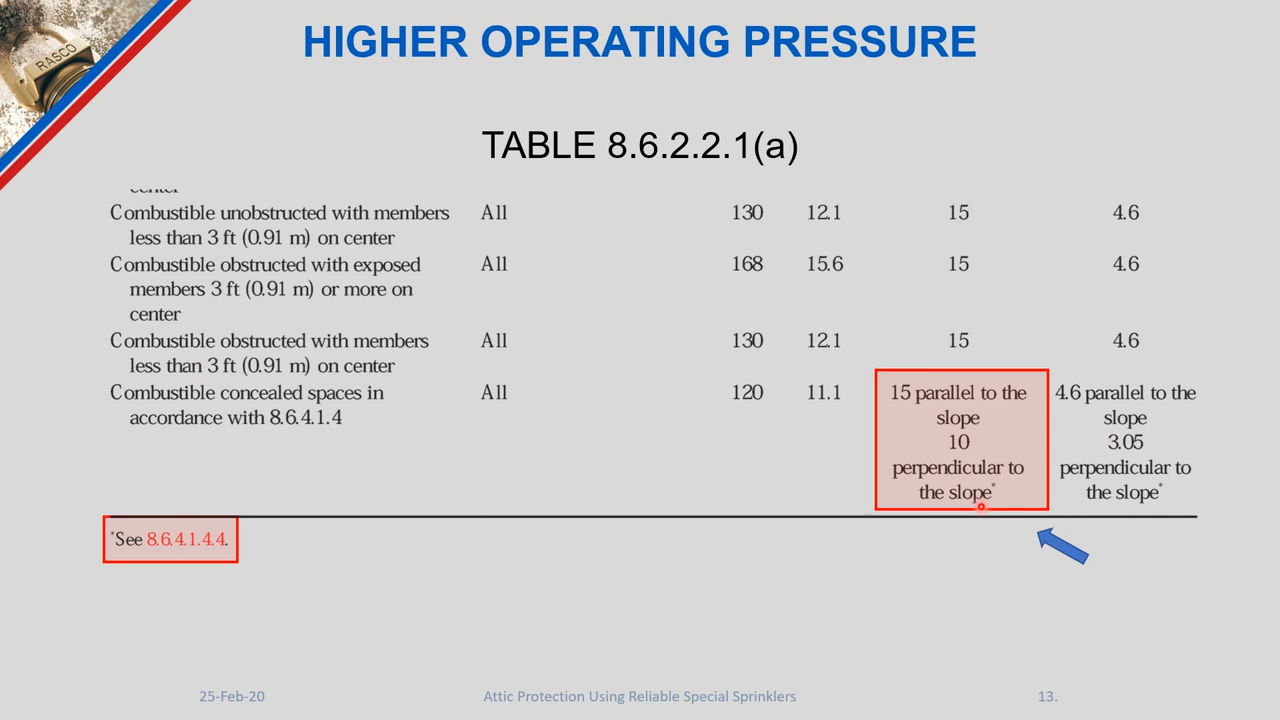 RASCO
HIGHER OPERATING PRESSURE
TABLE 8.6.2.2.1(a)
center
Combustible unobstructed with members All 130 12.1 15 4.6
less than 3 ft (0.91 m) on center
Combustible obstructed with exposed All 168 15.6 15 4.6
members 3 ft (0.91 m) or more on
center
Combustible obstructed with members All 130 12.1 15 4.6
less than 3 ft (0.91 m) on center
Combustible concealed spaces in All 120 11.1 15 parallel to the 4.6 parallel to the
accordance with 8.6.4.1.4 slope slope
10 3.05
perpendicular to perpendicular to
the slope* the slope*
*See 8.6.4.1.4.4.
25-Feb-20 Attic Protection Using Reliable Special Sprinklers 13.